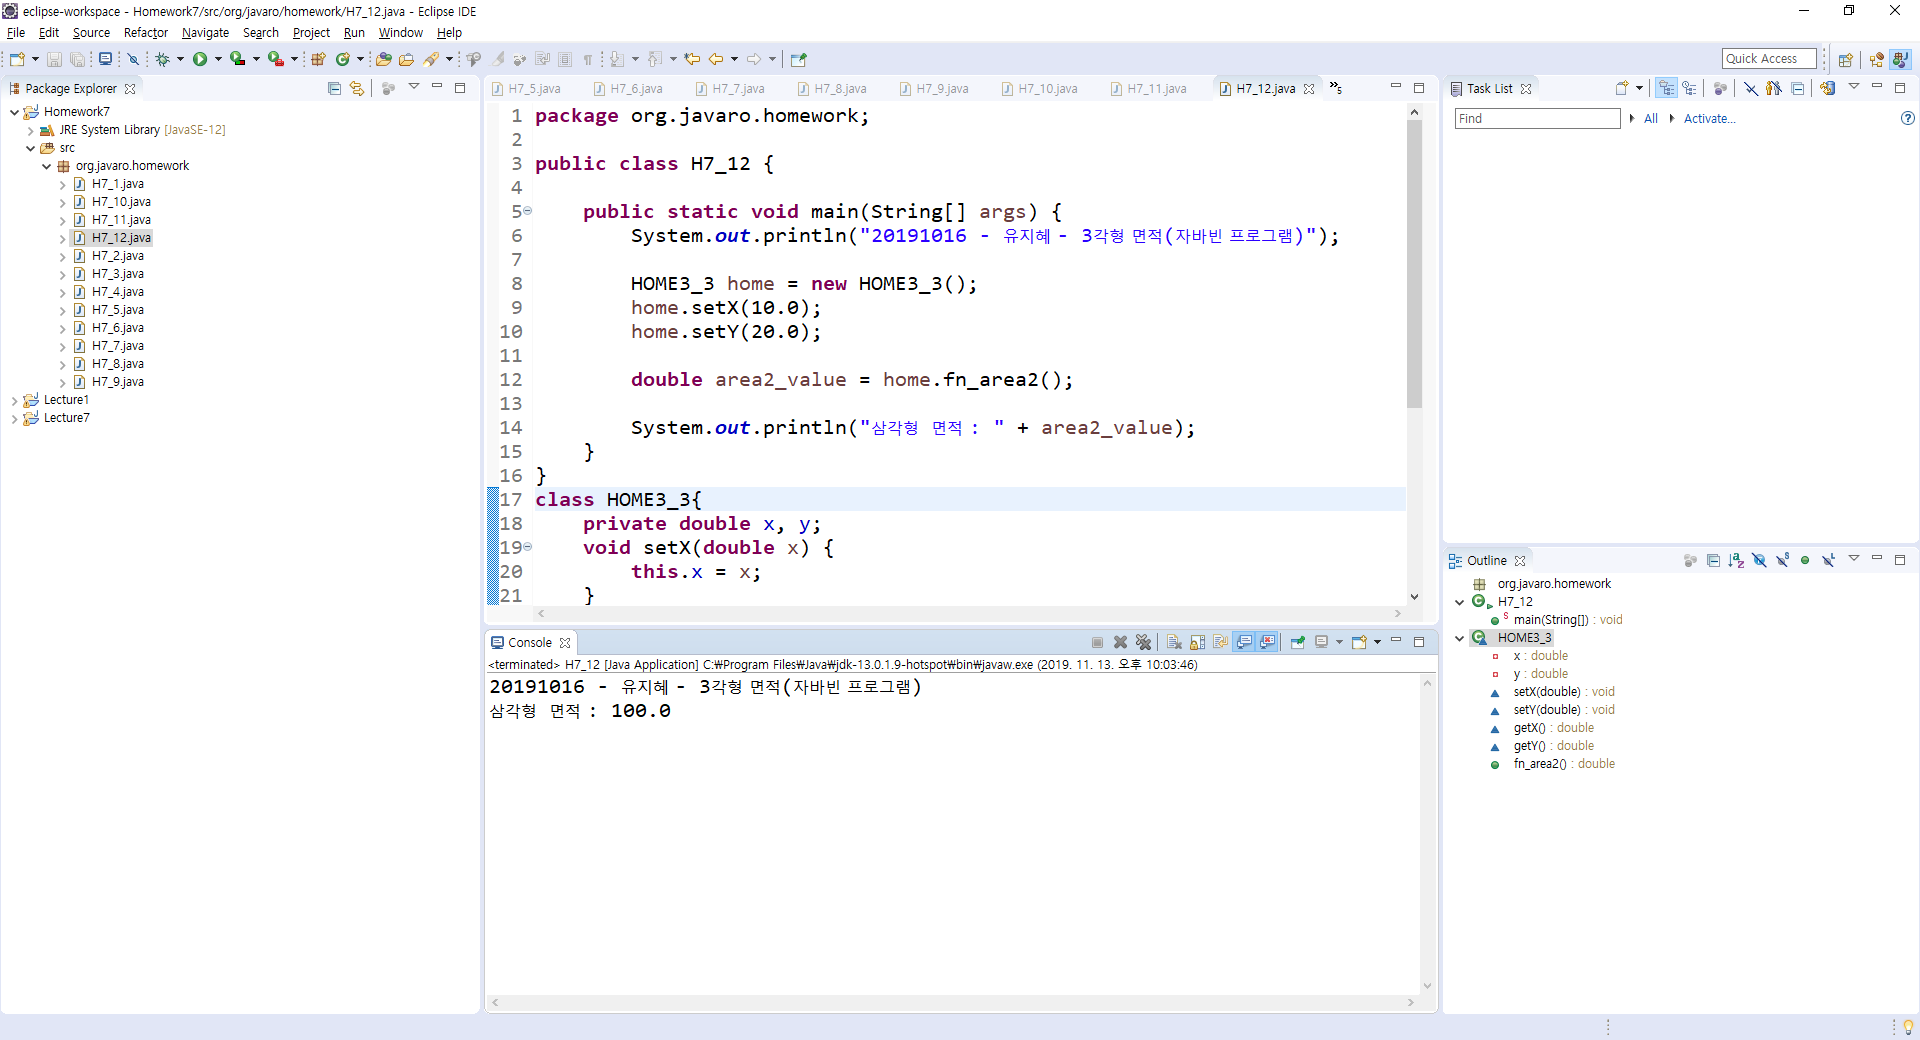 eclipse-workspace - Homework7/src/org/javaro/homework/H7_12.java - Eclipse IDE
File Edit Source Refactor Navigate Search Project Run Window Help
Quick Access
Package Explorer
Homework7
JRE System Library [JavaSE-12]
src
org.javaro.homework
H7_1.java
H7_10.java
H7_11.java
H7_12.java
H7_2.java
H7_3.java
H7_4.java
H7_5.java
H7_6.java
H7_7.java
H7_8.java
H7_9.java
Lecture1
Lecture7
H7_5.java H7_6.java H7_7.java H7_8.java H7_9.java H7_10.java H7_11.java H7_12.java »5
1 package org.javaro.homework;
2
3 public class H7_12 {
4
5 public static void main(String[] args) {
6 System.out.println("20191016 - 유지혜 - 3각형 면적(자바빈 프로그램)");
7
8 HOME3_3 home = new HOME3_3();
9 home.setX(10.0);
10 home.setY(20.0);
11
12 double area2_value = home.fn_area2();
13
14 System.out.println("삼각형 면적 : " + area2_value);
15 }
16 }
17 class HOME3_3{
18 private double x, y;
19 void setX(double x) {
20 this.x = x;
21 }
Console
<terminated> H7_12 [Java Application] C:₩Program Files₩Java₩jdk-13.0.1.9-hotspot₩bin₩javaw.exe (2019. 11. 13. 오후 10:03:46)
20191016 - 유지혜 - 3각형 면적(자바빈 프로그램)
삼각형 면적 : 100.0
Task List
Find All Activate...
Outline
org.javaro.homework
H7_12
main(String[]) : void
HOME3_3
x : double
y : double
setX(double) : void
setY(double) : void
getX() : double
getY() : double
fn_area2() : double